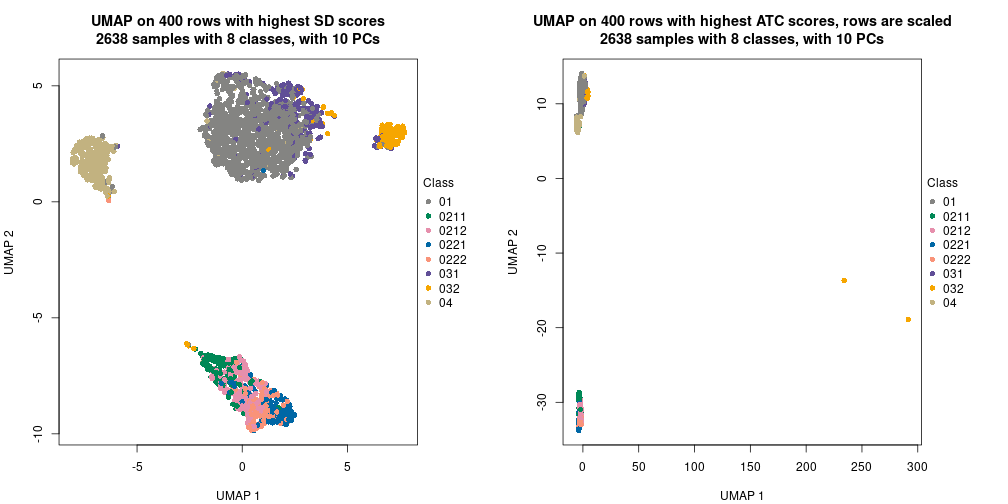 UMAP on 400 rows with highest SD scores
2638 samples with 8 classes, with 10 PCs
5
0
-5
-10
UMAP 2
-5 0 5
UMAP 1
Class
01
0211
0212
0221
0222
031
032
04
UMAP on 400 rows with highest ATC scores, rows are scaled
2638 samples with 8 classes, with 10 PCs
10
0
-10
-20
-30
UMAP 2
0 50 100 150 200 250 300
UMAP 1
Class
01
0211
0212
0221
0222
031
032
04